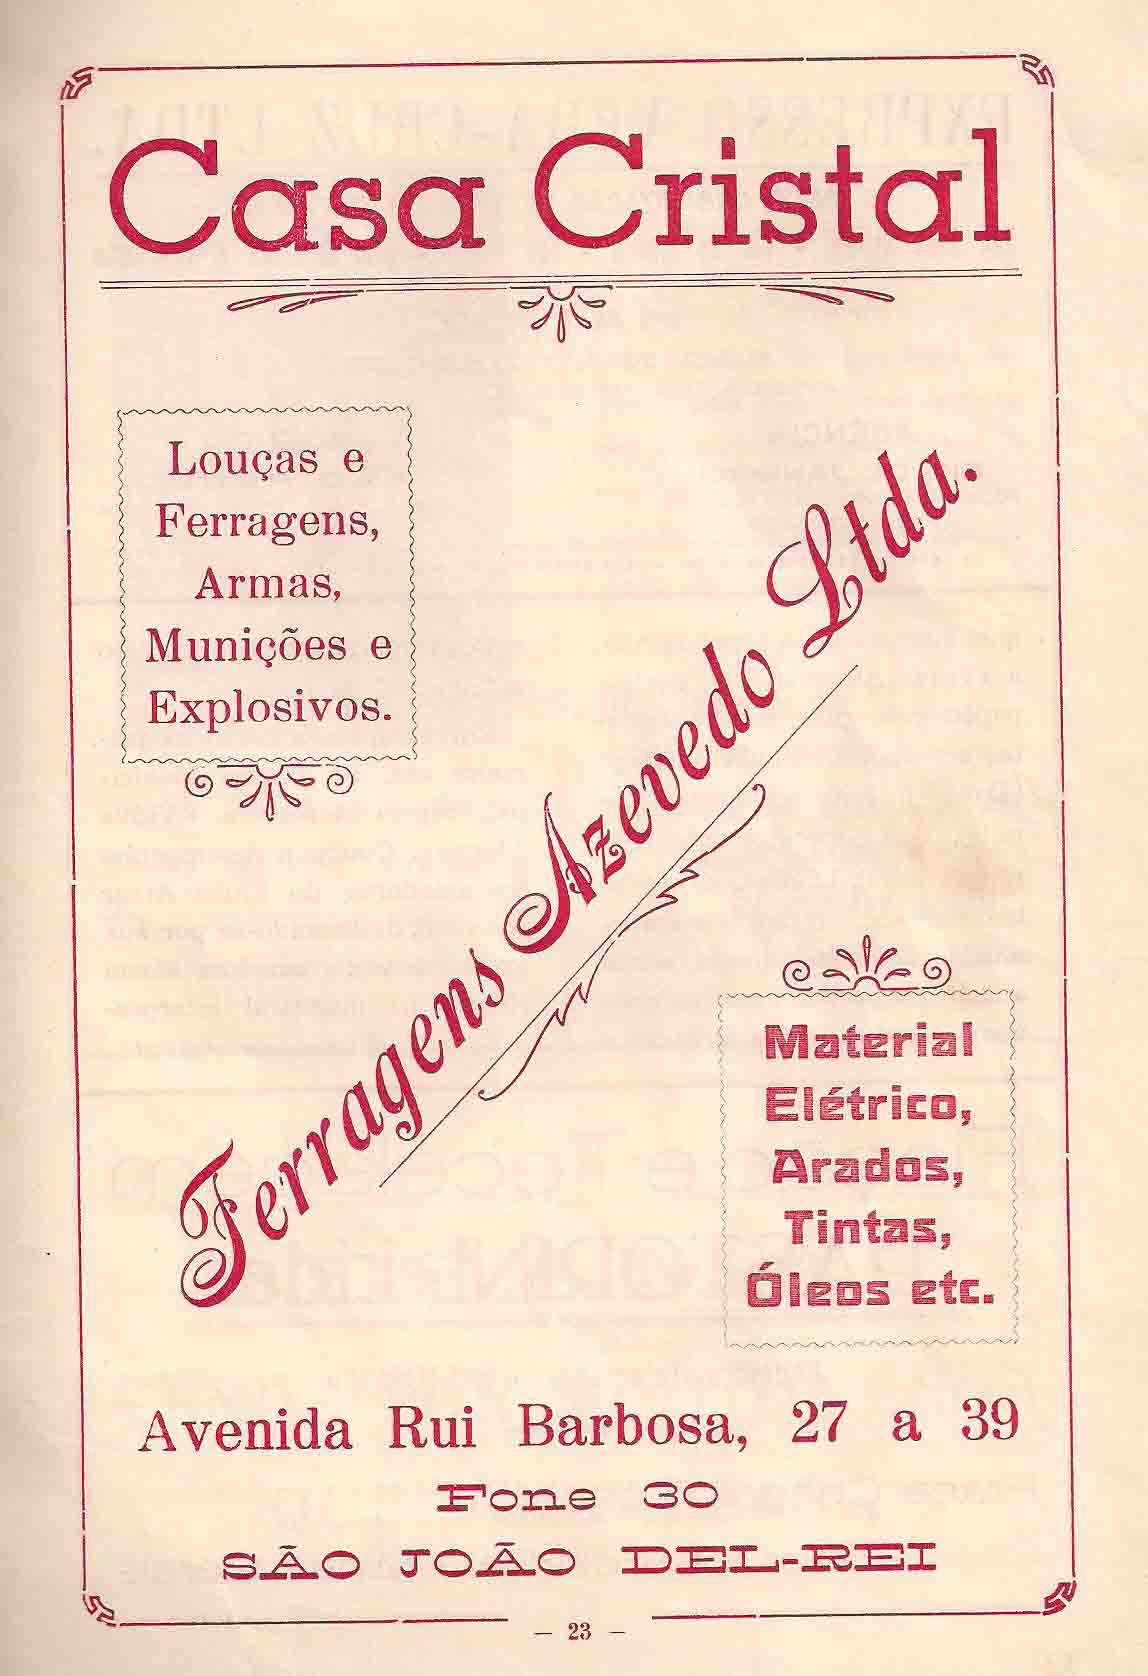 Casa Cristal
Louças e
Ferragens,
Armas,
Munições e
Explosivos.
Ferragens Azevedo Ltda.
Material
Elétrico,
Arados,
Tintas,
Óleos etc.
Avenida Rui Barbosa, 27 a 39
Fone 30
SÃO JOÃO DEL-REI
— 23 —